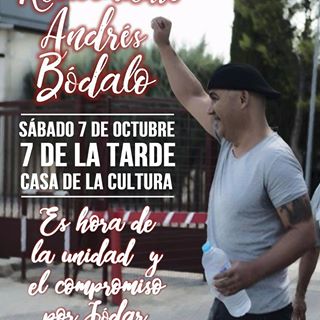 Andrés
Bódalo
SÁBADO 7 DE OCTUBRE
7 DE LA TARDE
CASA DE LA CULTURA
Es hora de
la unidad y
el compromiso
por Jódar